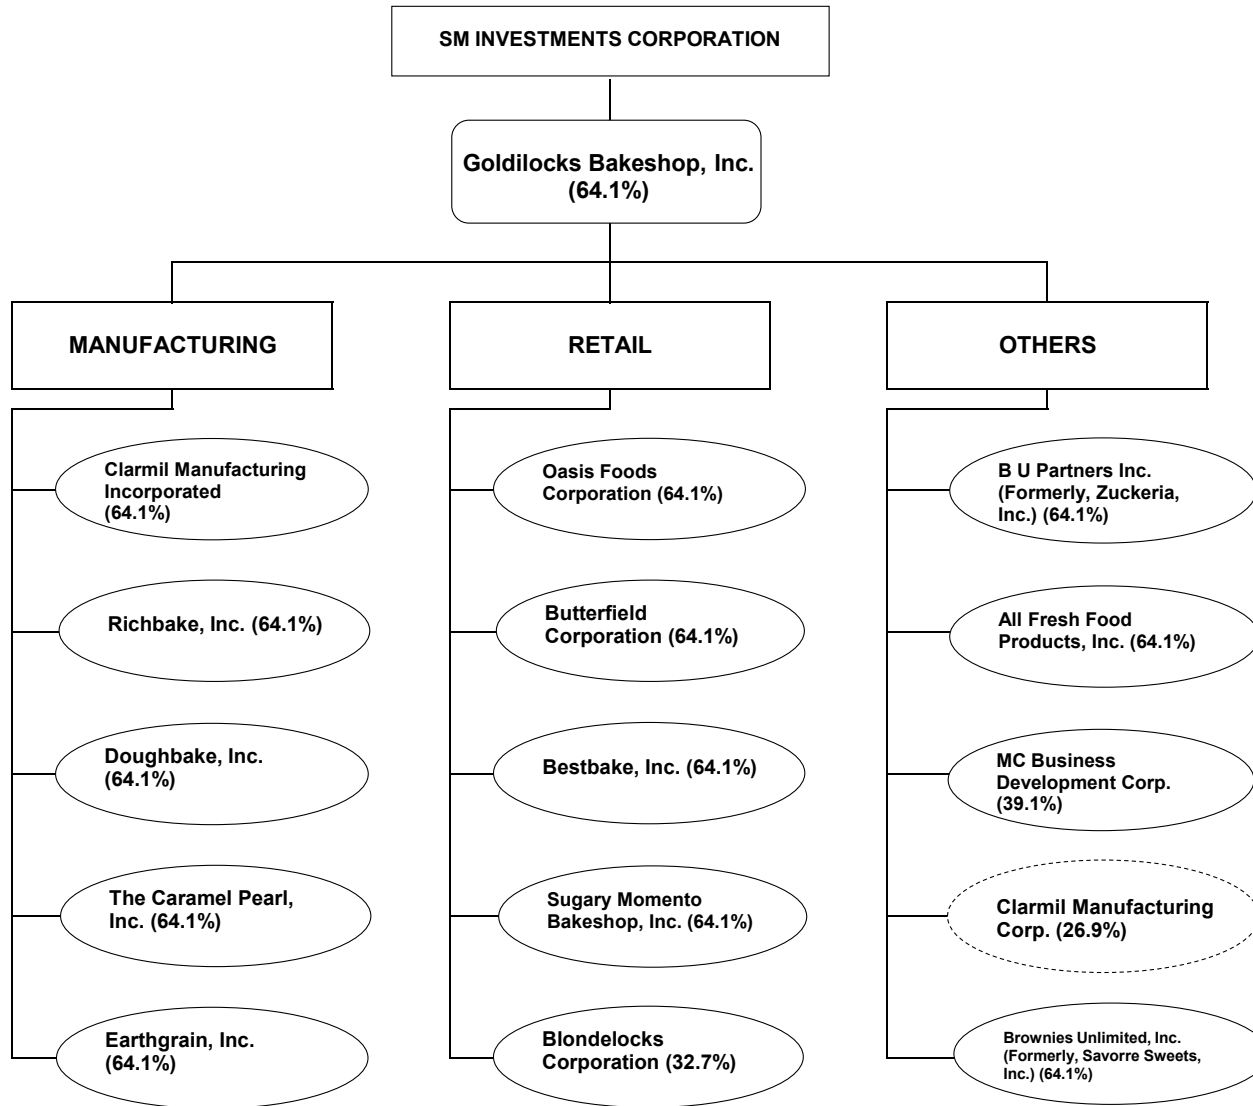 SM INVESTMENTS CORPORATION
Goldilocks Bakeshop, Inc.
(64.1%)
MANUFACTURING
RETAIL
OTHERS
Clarmil Manufacturing
Incorporated
(64.1%)
Richbake, Inc. (64.1%)
Doughbake, Inc.
(64.1%)
The Caramel Pearl,
Inc. (64.1%)
Earthgrain, Inc.
(64.1%)
Oasis Foods
Corporation (64.1%)
Butterfield
Corporation (64.1%)
Bestbake, Inc. (64.1%)
Sugary Momento
Bakeshop, Inc. (64.1%)
Blondelocks
Corporation (32.7%)
B U Partners Inc.
(Formerly, Zuckeria,
Inc.) (64.1%)
All Fresh Food
Products, Inc. (64.1%)
MC Business
Development Corp.
(39.1%)
Clarmil Manufacturing
Corp. (26.9%)
Brownies Unlimited, Inc.
(Formerly, Savorre Sweets,
Inc.) (64.1%)